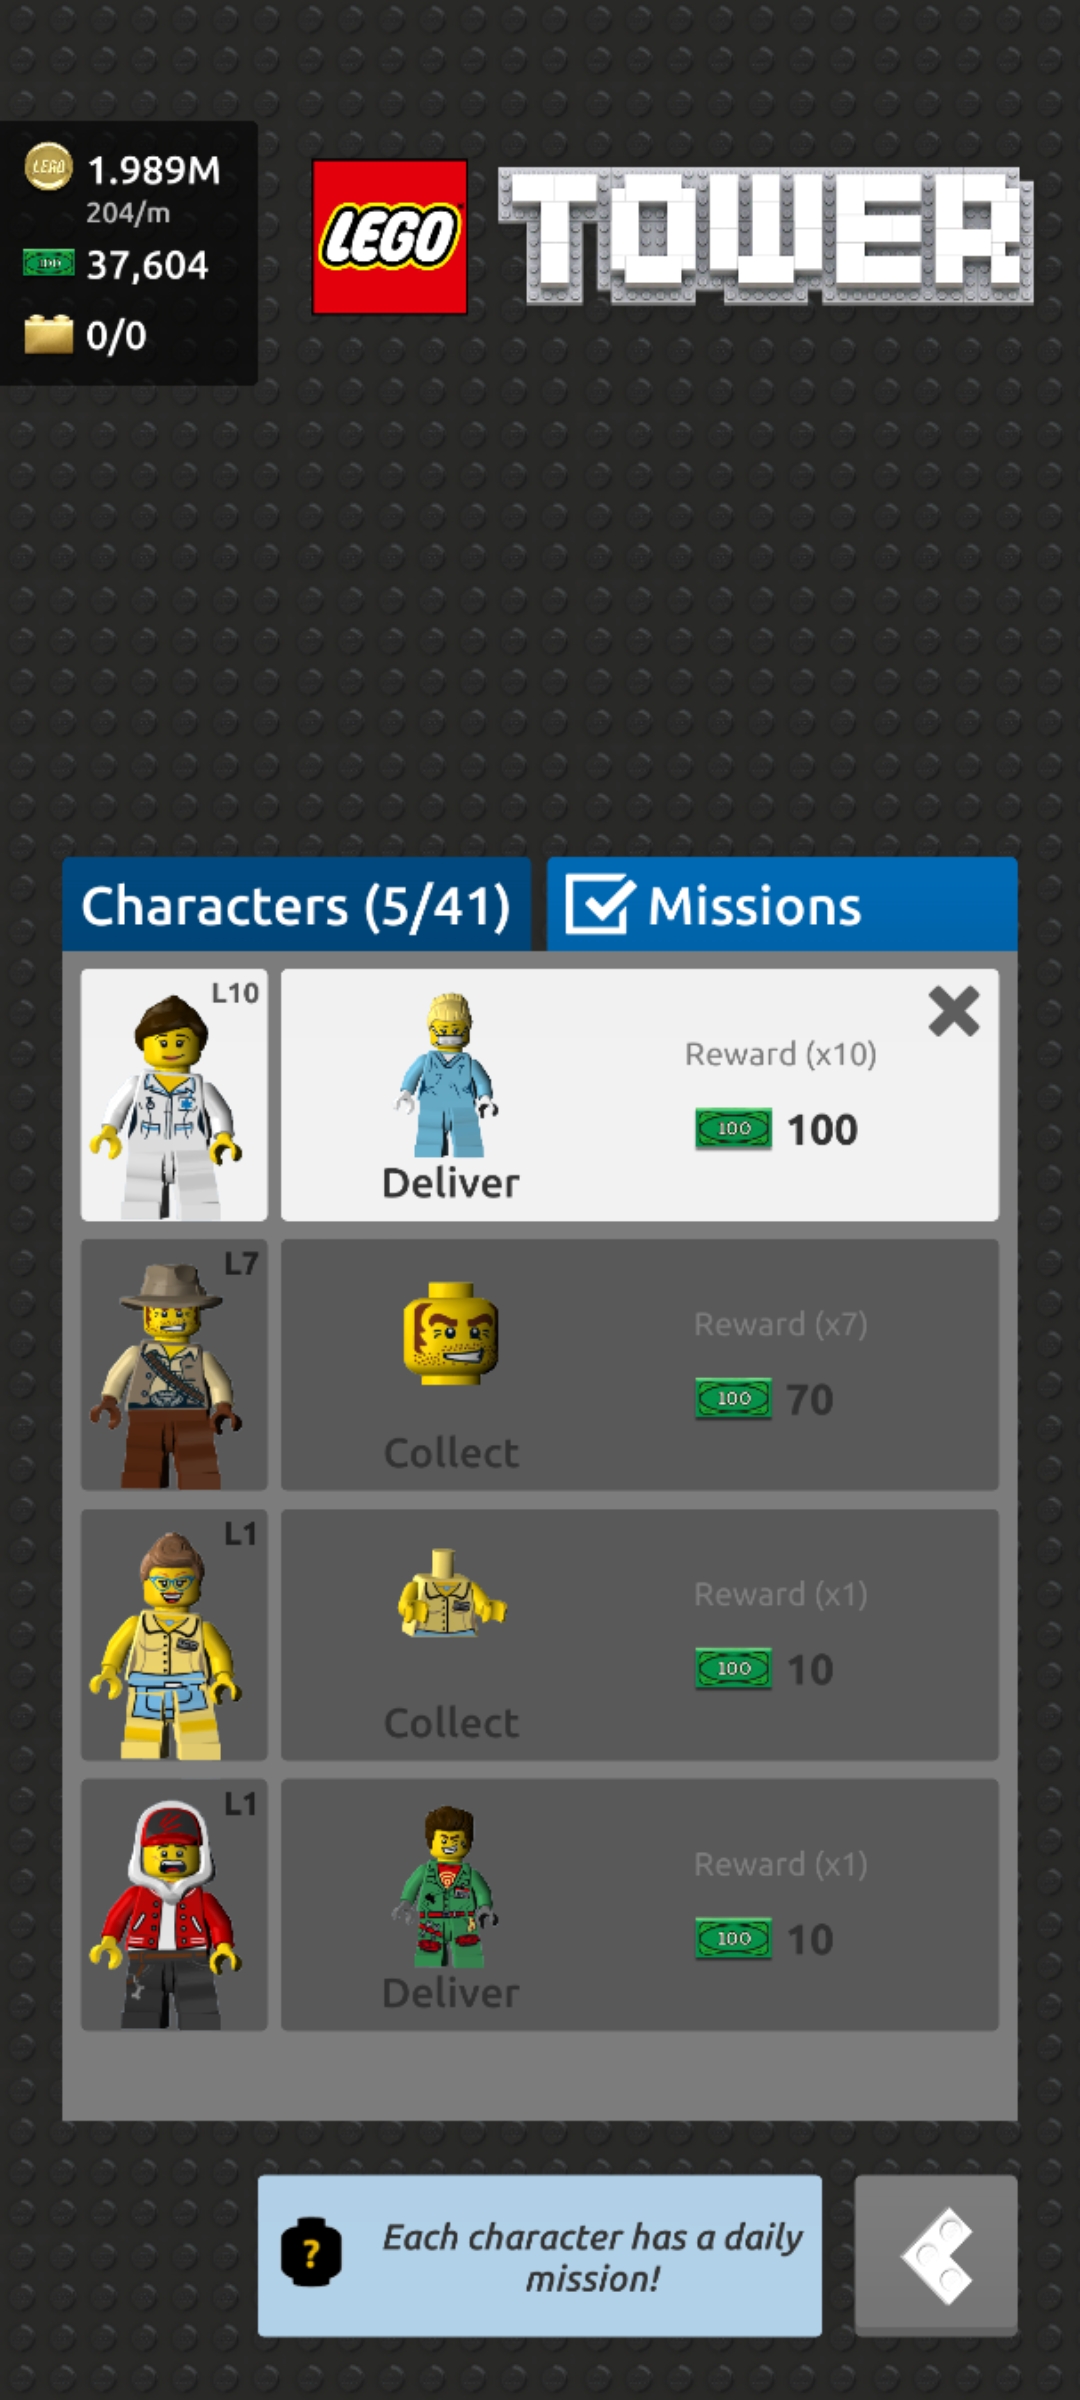 LEGO
1.989M
204/m
100
37,604
0/0
LEGO
TOWER
Characters (5/41)
Missions
L10
Reward (x10)
100
100
Deliver
L7
Reward (x7)
100
70
Collect
L1
Reward (x1)
100
10
Collect
L1
Reward (x1)
100
10
Deliver
?
Each character has a daily
mission!